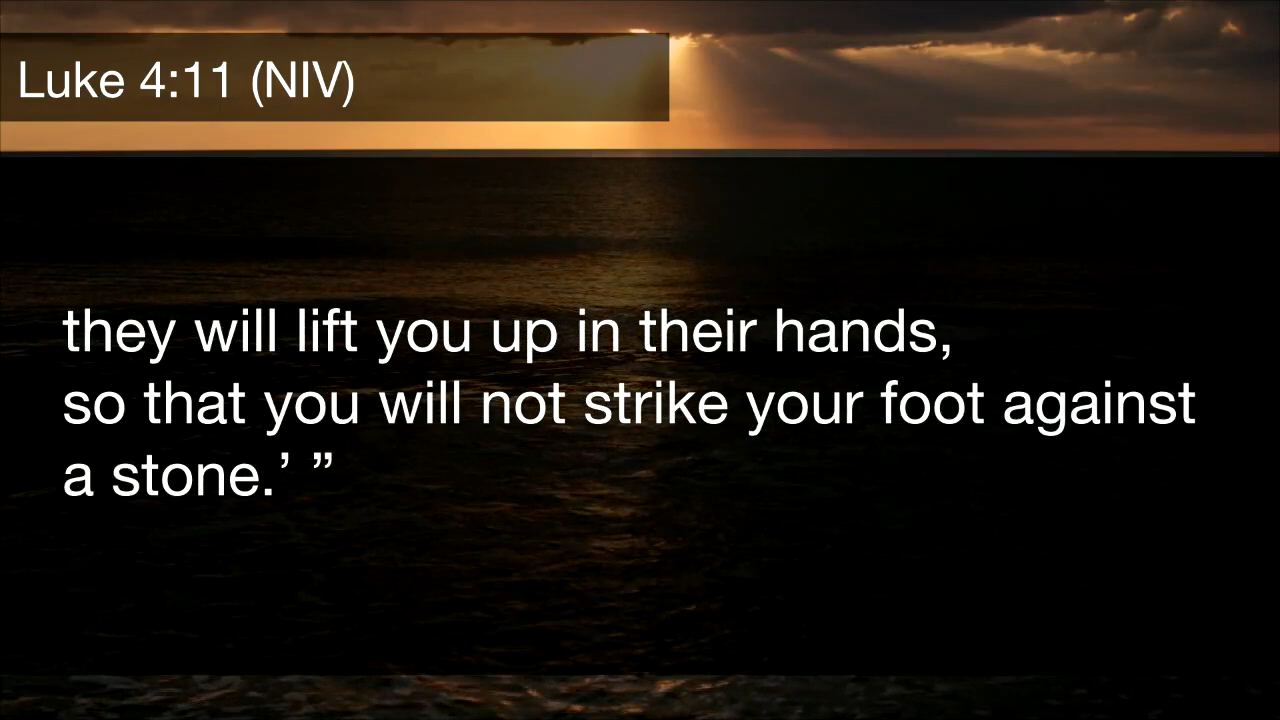 Luke 4:11 (NIV)
they will lift you up in their hands,
so that you will not strike your foot against
a stone.’ ”